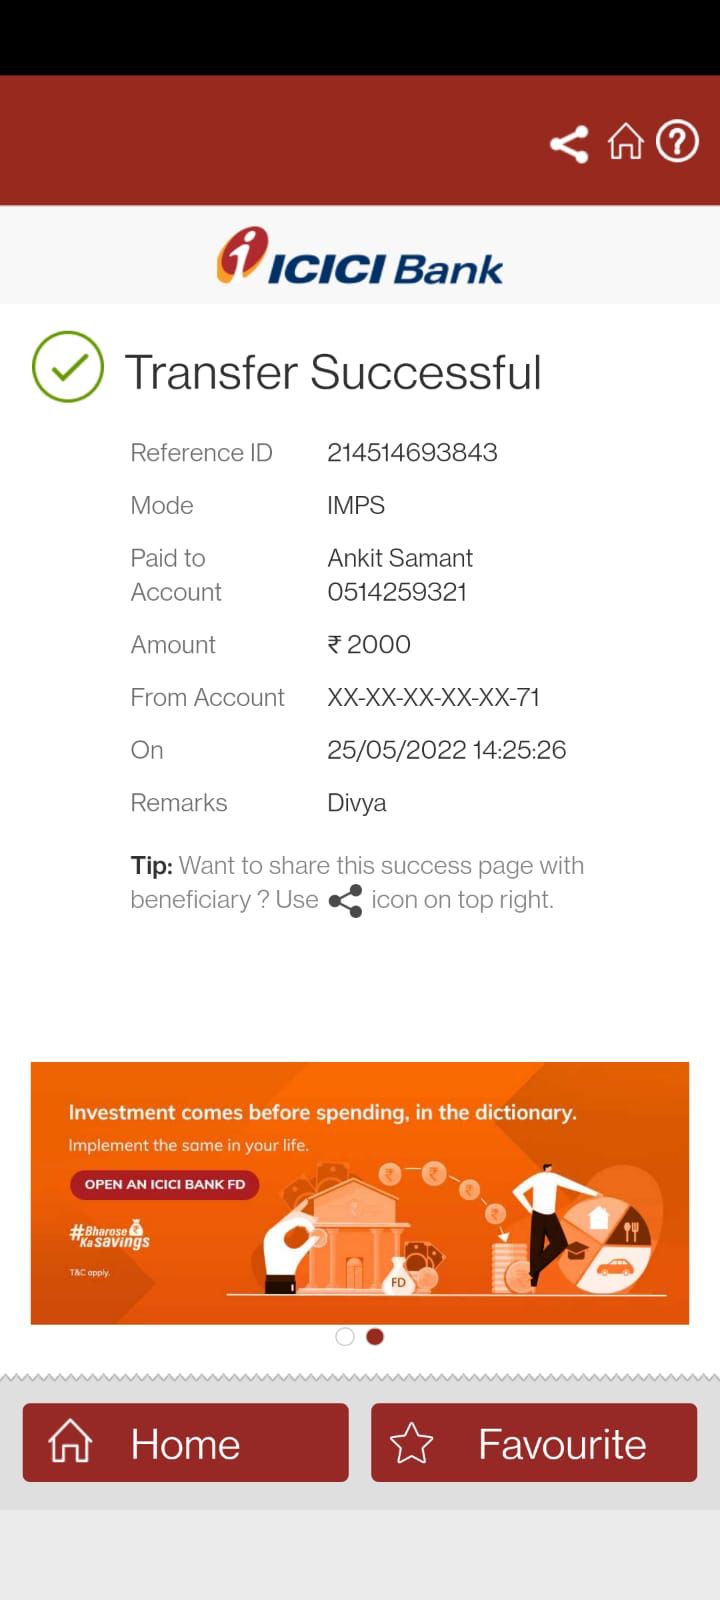 ICICI Bank
Transfer Successful
Reference ID 214514693843
Mode IMPS
Paid to Ankit Samant
Account 0514259321
Amount ₹ 2000
From Account XX-XX-XX-XX-XX-71
On 25/05/2022 14:25:26
Remarks Divya
Tip: Want to share this success page with
beneficiary ? Use icon on top right.
Investment comes before spending, in the dictionary.
Implement the same in your life.
OPEN AN ICICI BANK FD
#Bharose
Ka savings
T&C apply.
FD
Home Favourite